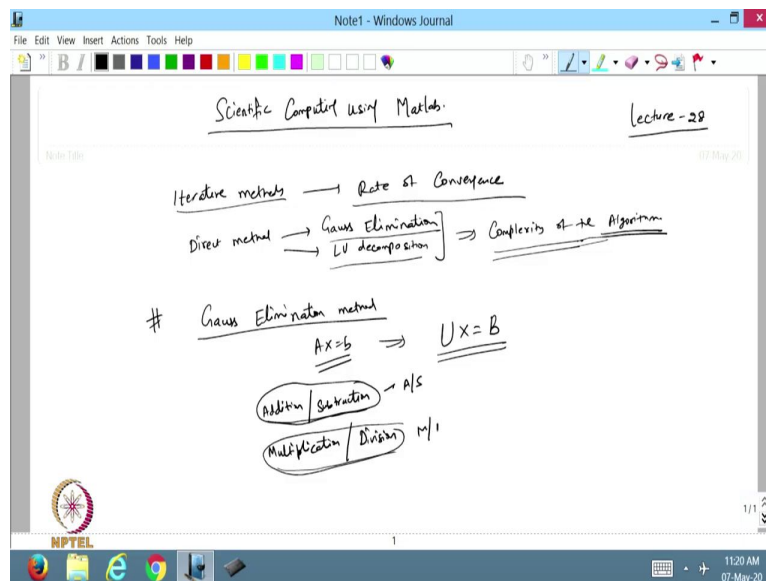 Note1 - Windows Journal
File Edit View Insert Actions Tools Help
Scientific Computing using Matlab.
Lecture-28
Note Title
07-May-20
Iterative methods → Rate of Convergence
Direct method → Gauss Elimination
→ LU decomposition
⇒ Complexity of the Algorithm
# Gauss Elimination method
Ax=b ⇒ Ux=B
Addition / Subtraction - A/S
Multiplication / Division M/
1/1
NPTEL
1
11:20 AM
07-May-20